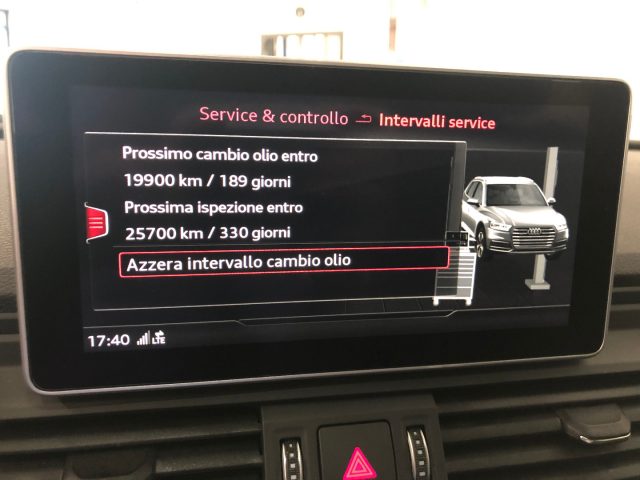 Service & controllo Intervalli service
Prossimo cambio olio entro
19900 km / 189 giorni
Prossima ispezione entro
25700 km / 330 giorni
Azzera intervallo cambio olio
17:40 LTE